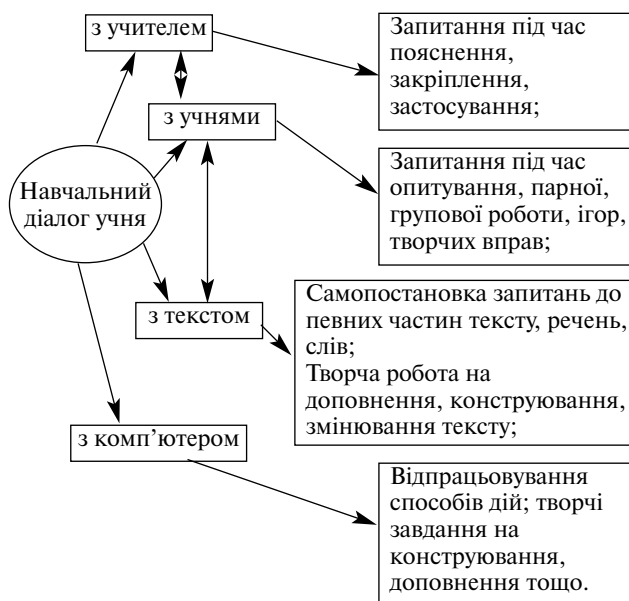 з учителем
Запитання під час
пояснення,
закріплення,
застосування;
з учнями
Запитання під час
опитування, парної,
групової роботи, ігор,
творчих вправ;
Навчальний
діалог учня
з текстом
Самопостановка запитань до
певних частин тексту, речень,
слів;
Творча робота на
доповнення, конструювання,
змінювання тексту;
з комп’ютером
Відпрацьовування
способів дій; творчі
завдання на
конструювання,
доповнення тощо.